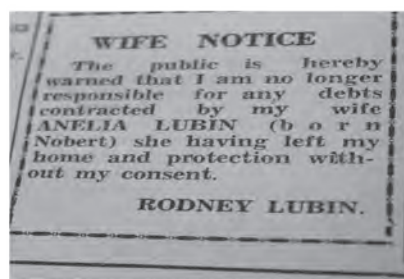 WIFE NOTICE
The public is hereby
warned that I am no longer
responsible for any debts
contracted by my wife
ANELIA LUBIN (born
Nobert) she having left my
home and protection with-
out my consent.
RODNEY LUBIN.